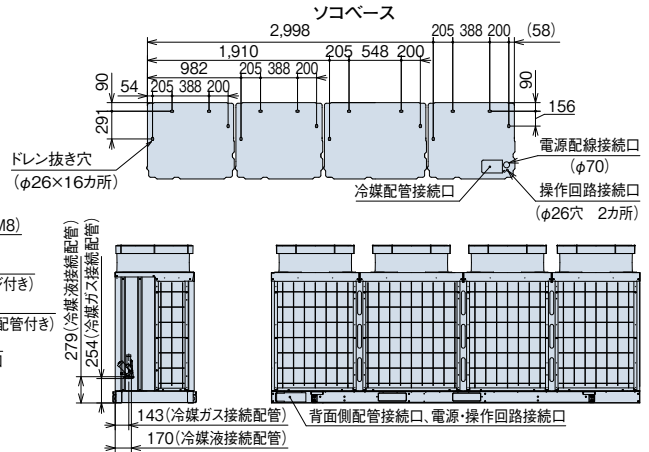 ソコベース
2,998
205 388 200 (58)
1,910
205 548 200
982
205 388 200
54 205 388 200
90
291
90
156
ドレン抜き穴
(φ26×16カ所)
電源配線接続口
(φ70)
冷媒配管接続口
操作回路接続口
(φ26穴 2カ所)
M8)
付き)
配管付き)
279(冷媒液接続配管)
254(冷媒ガス接続配管)
143(冷媒ガス接続配管)
170(冷媒液接続配管)
背面側配管接続口、電源・操作回路接続口